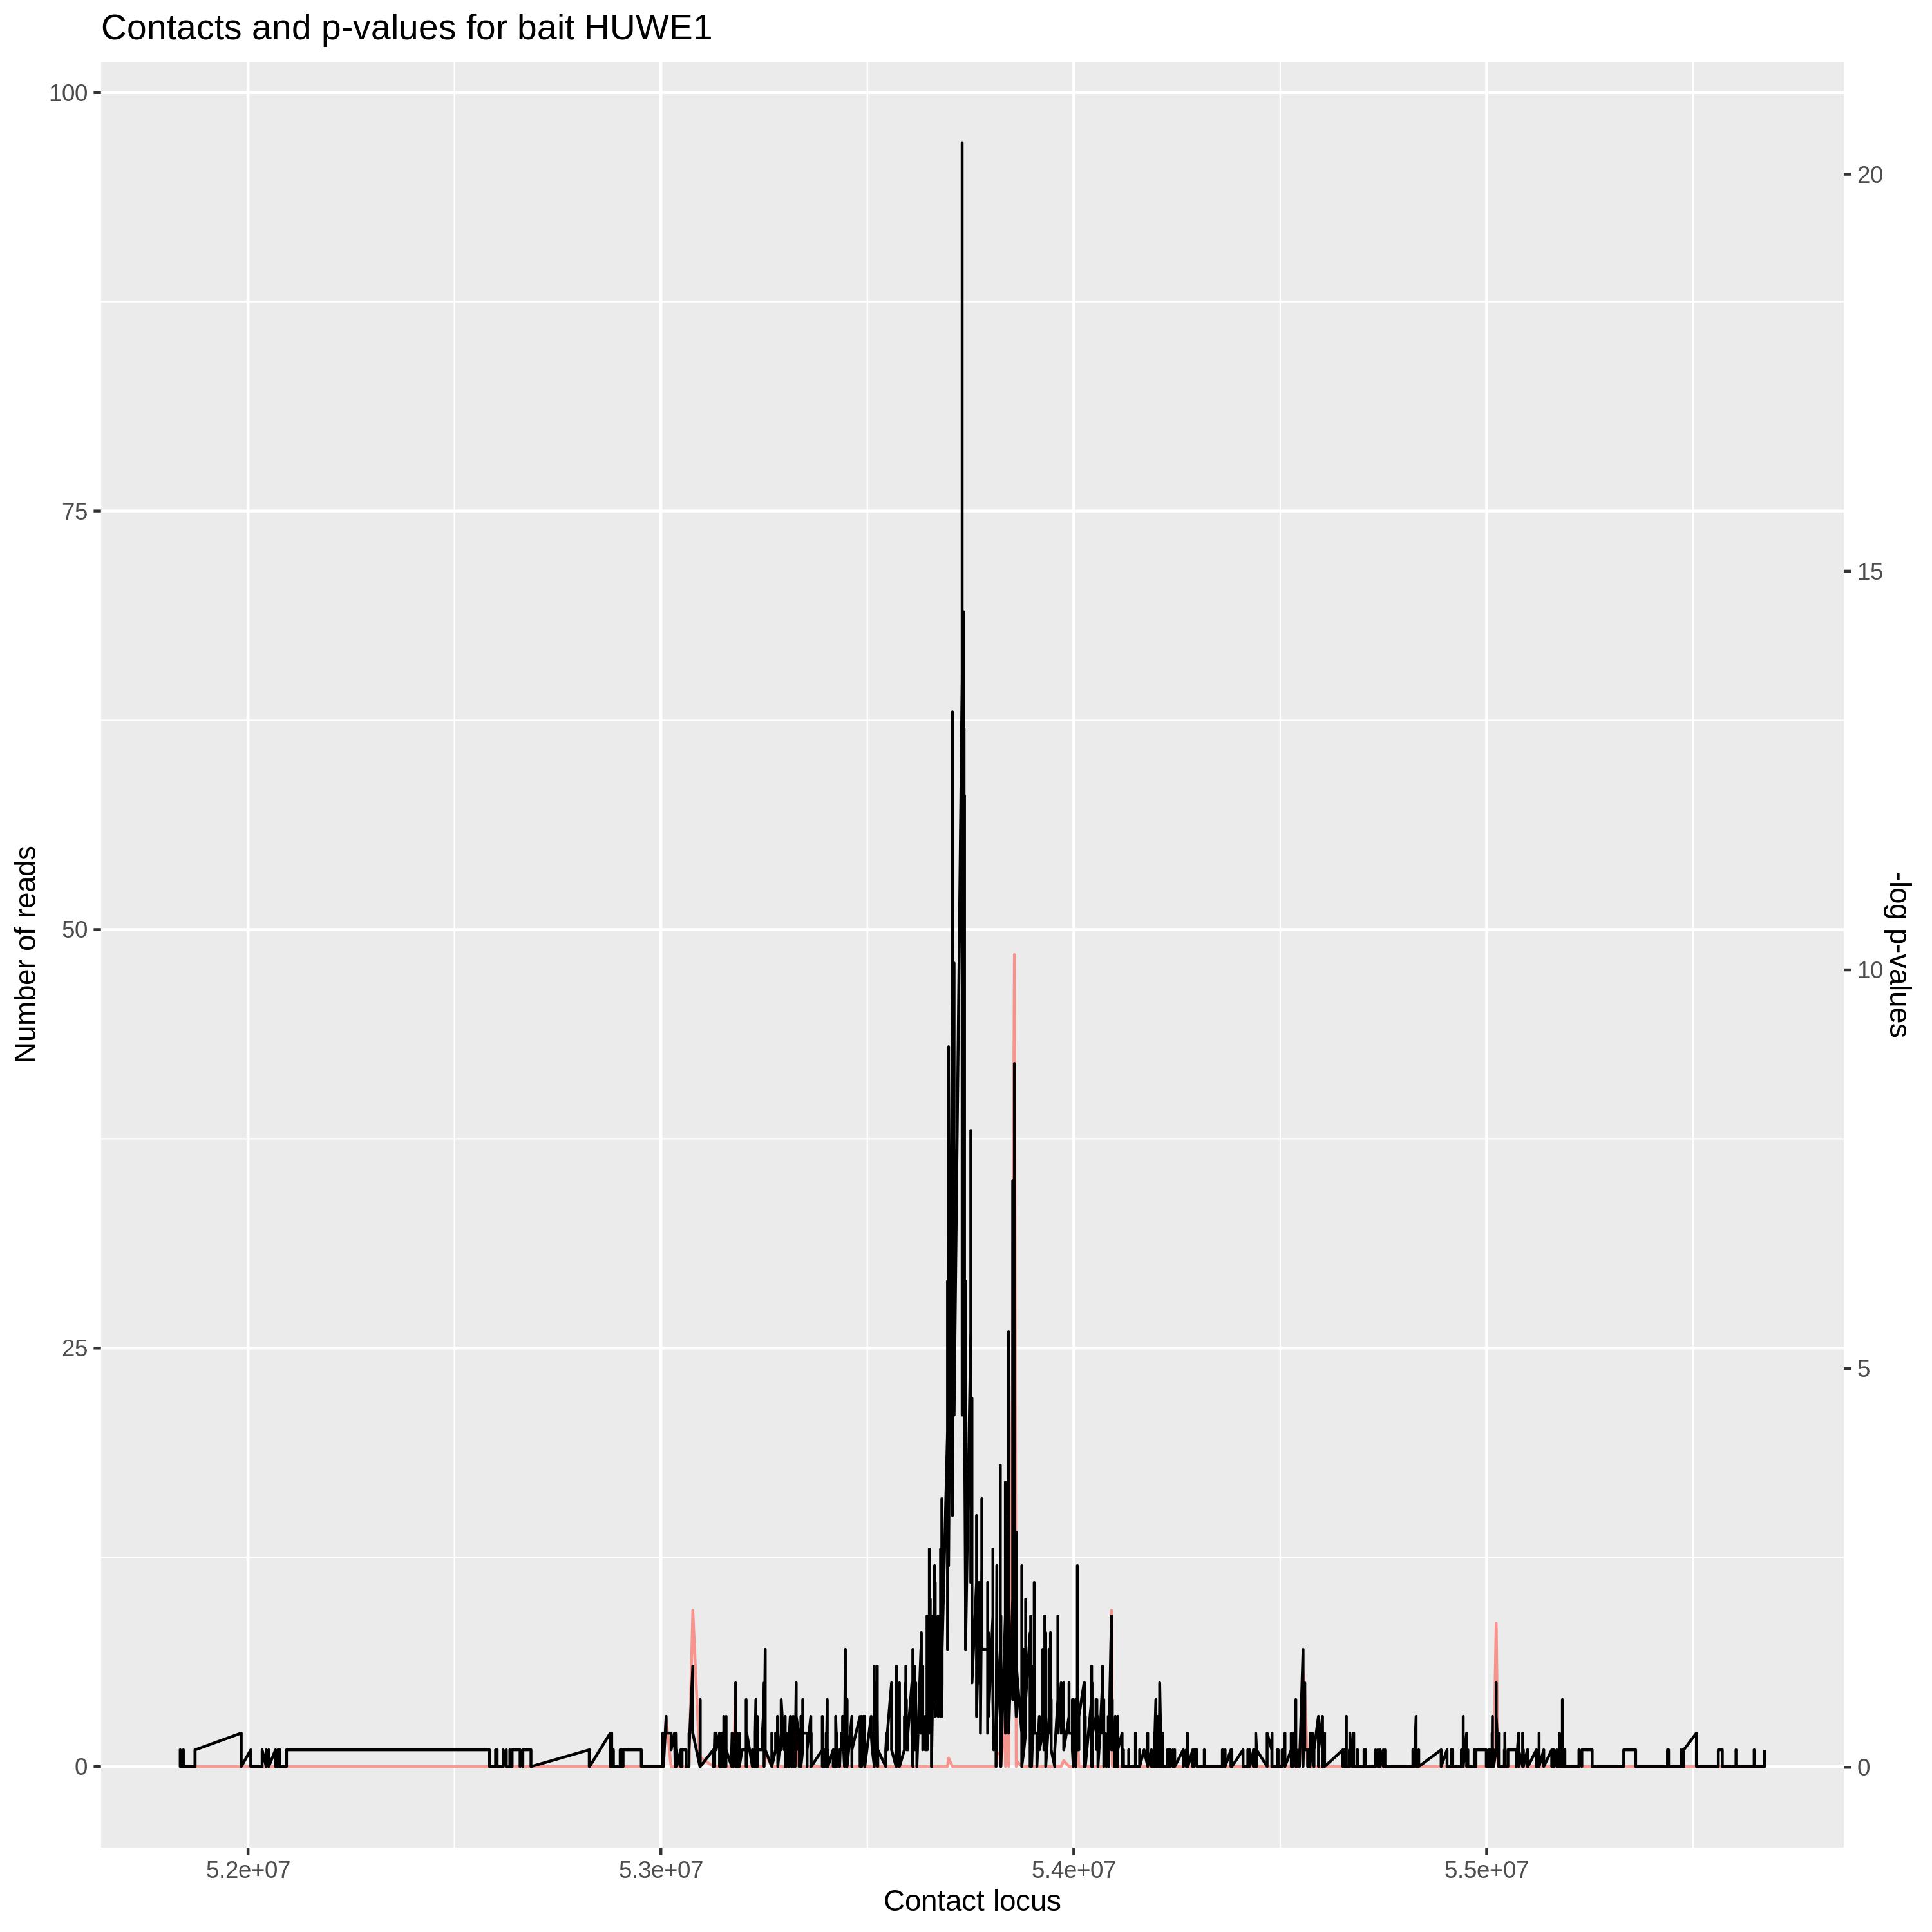 Contacts and p-values for bait HUWE1
100
75
50
25
0
20
15
10
5
0
Number of reads
-log p-values
5.2e+07 5.3e+07 5.4e+07 5.5e+07
Contact locus